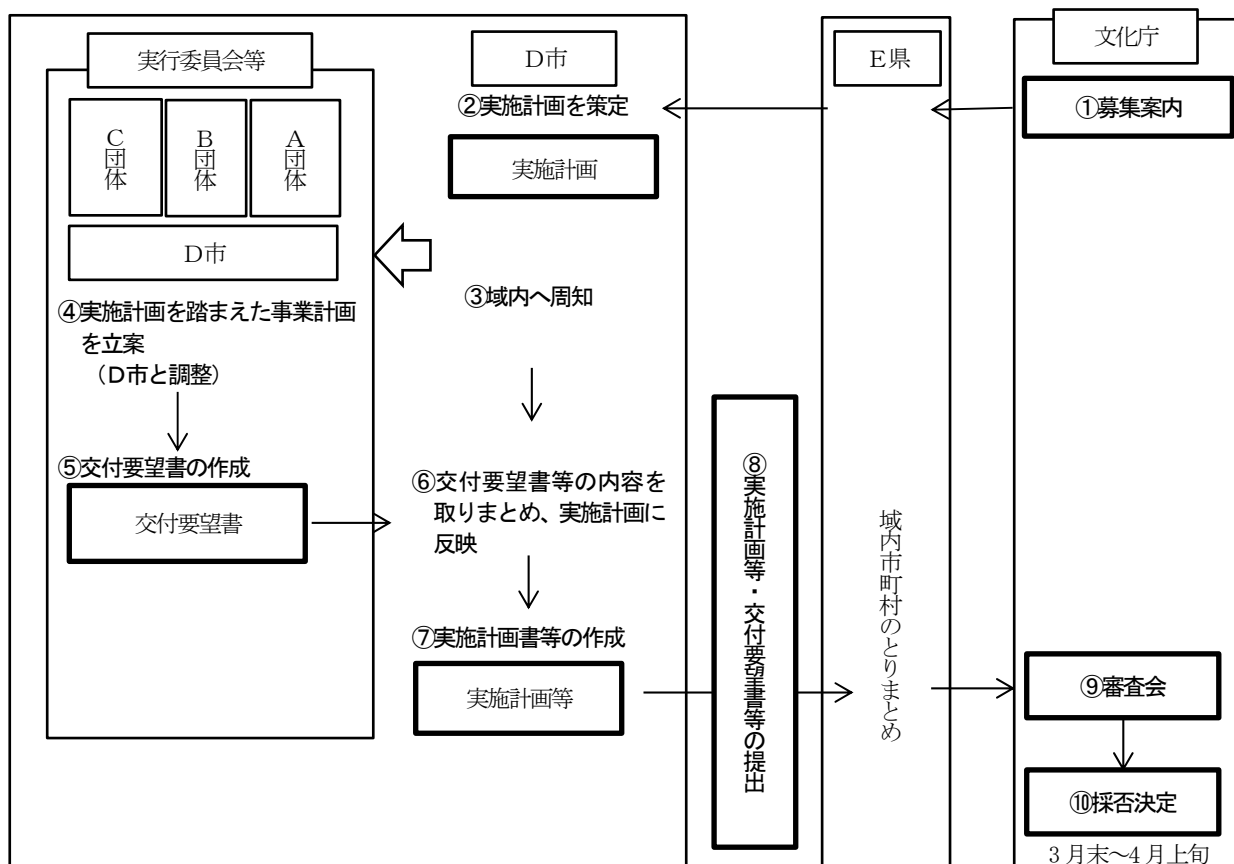 実行委員会等
D市
E県
文化庁
②実施計画を策定
①募集案内
C団体
B団体
A団体
実施計画
D市
③域内へ周知
④実施計画を踏まえた事業計画
を立案
（D市と調整）
⑤交付要望書の作成
交付要望書
⑥交付要望書等の内容を
取りまとめ、実施計画に
反映
⑦実施計画書等の作成
実施計画等
⑧実施計画等・交付要望書等の提出
域内市町村のとりまとめ
⑨審査会
⑩採否決定
3月末～4月上旬